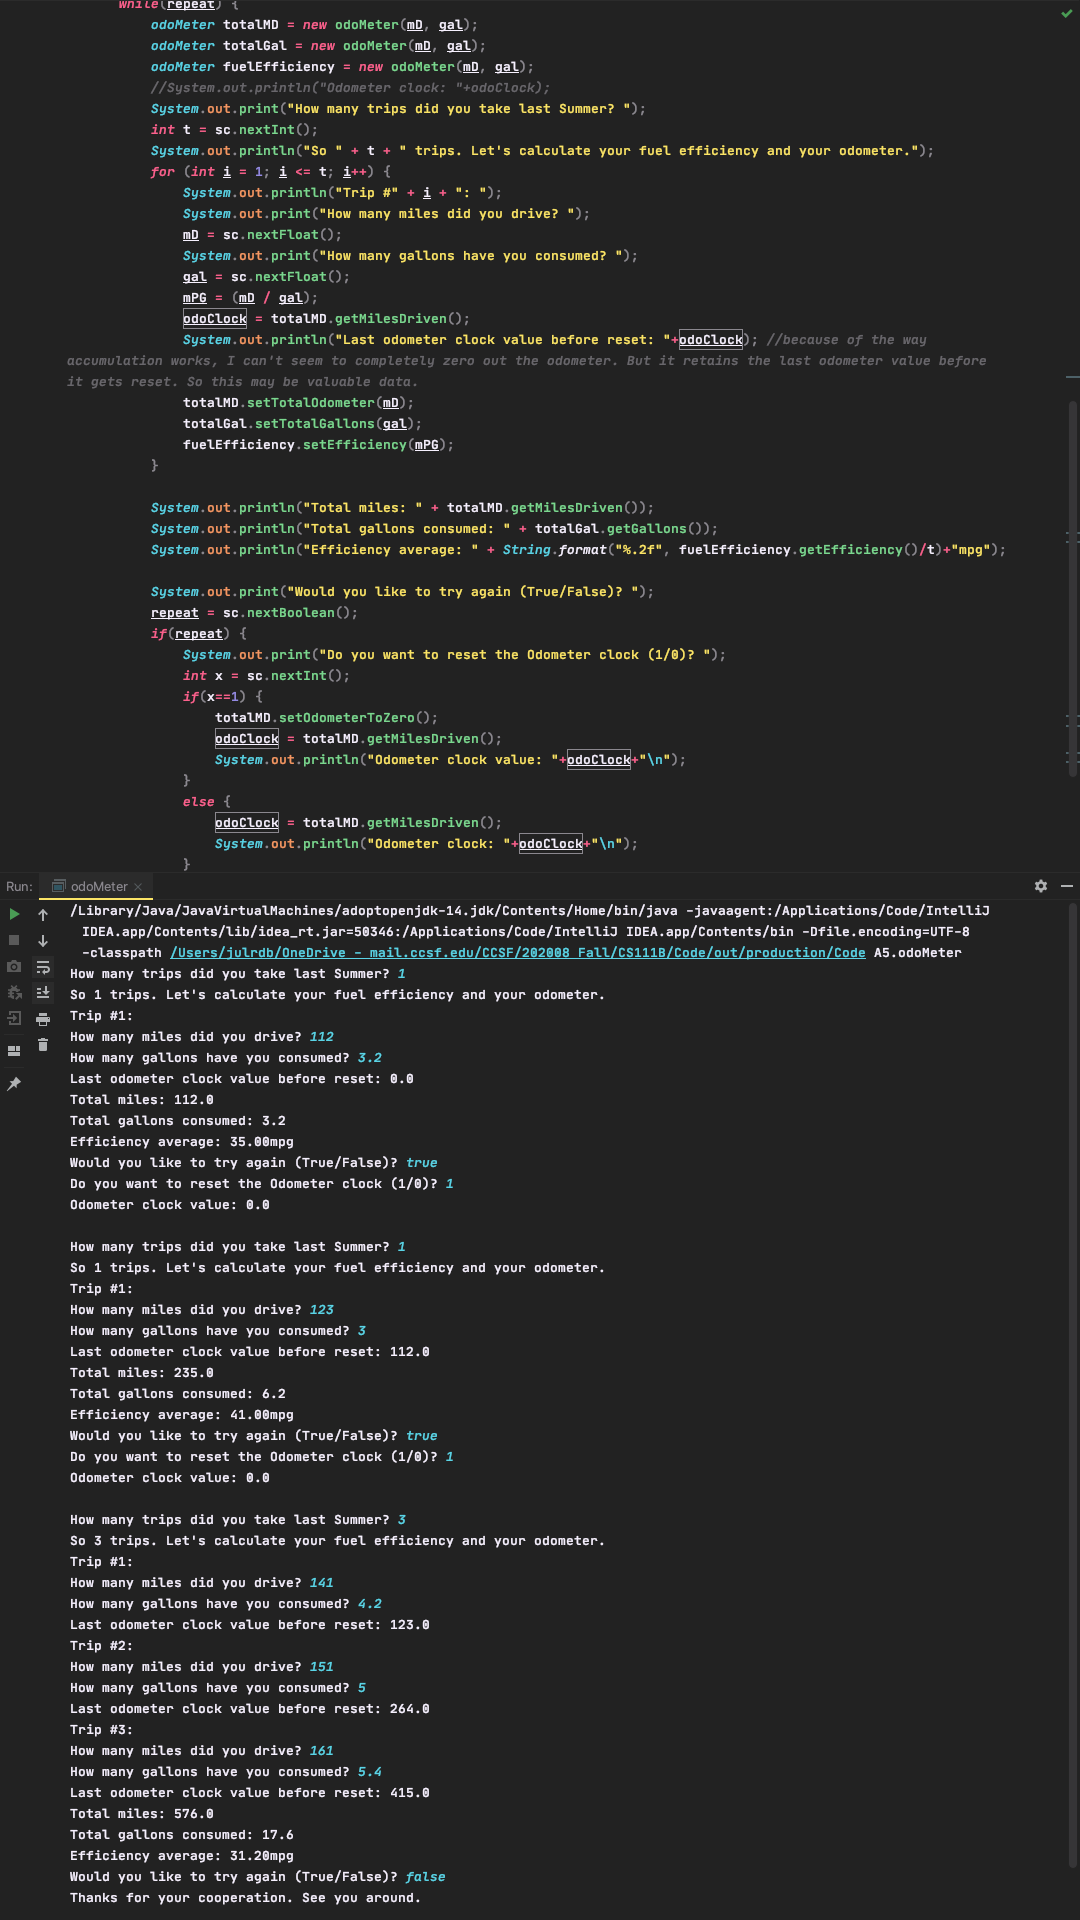 while(repeat) {
odoMeter totalMD = new odoMeter(mD, gal);
odoMeter totalGal = new odoMeter(mD, gal);
odoMeter fuelEfficiency = new odoMeter(mD, gal);
//System.out.println("Odometer clock: "+odoClock);
System.out.print("How many trips did you take last Summer? ");
int t = sc.nextInt();
System.out.println("So " + t + " trips. Let's calculate your fuel efficiency and your odometer.");
for (int i = 1; i <= t; i++) {
System.out.println("Trip #" + i + ": ");
System.out.print("How many miles did you drive? ");
mD = sc.nextFloat();
System.out.print("How many gallons have you consumed? ");
gal = sc.nextFloat();
mPG = (mD / gal);
odoClock = totalMD.getMilesDriven();
System.out.println("Last odometer clock value before reset: "+odoClock); //because of the way
accumulation works, I can't seem to completely zero out the odometer. But it retains the last odometer value before
it gets reset. So this may be valuable data.
totalMD.setTotalOdometer(mD);
totalGal.setTotalGallons(gal);
fuelEfficiency.setEfficiency(mPG);
}
System.out.println("Total miles: " + totalMD.getMilesDriven());
System.out.println("Total gallons consumed: " + totalGal.getGallons());
System.out.println("Efficiency average: " + String.format("%.2f", fuelEfficiency.getEfficiency()/t)+"mpg");
System.out.print("Would you like to try again (True/False)? ");
repeat = sc.nextBoolean();
if(repeat) {
System.out.print("Do you want to reset the Odometer clock (1/0)? ");
int x = sc.nextInt();
if(x==1) {
totalMD.setOdometerToZero();
odoClock = totalMD.getMilesDriven();
System.out.println("Odometer clock value: "+odoClock+"\n");
}
else {
odoClock = totalMD.getMilesDriven();
System.out.println("Odometer clock: "+odoClock+"\n");
}
Run: odoMeter
/Library/Java/JavaVirtualMachines/adoptopenjdk-14.jdk/Contents/Home/bin/java -javaagent:/Applications/Code/IntelliJ
IDEA.app/Contents/lib/idea_rt.jar=50346:/Applications/Code/IntelliJ IDEA.app/Contents/bin -Dfile.encoding=UTF-8
-classpath /Users/julrdb/OneDrive - mail.ccsf.edu/CCSF/202008 Fall/CS111B/Code/out/production/Code A5.odoMeter
How many trips did you take last Summer? 1
So 1 trips. Let's calculate your fuel efficiency and your odometer.
Trip #1:
How many miles did you drive? 112
How many gallons have you consumed? 3.2
Last odometer clock value before reset: 0.0
Total miles: 112.0
Total gallons consumed: 3.2
Efficiency average: 35.00mpg
Would you like to try again (True/False)? true
Do you want to reset the Odometer clock (1/0)? 1
Odometer clock value: 0.0
How many trips did you take last Summer? 1
So 1 trips. Let's calculate your fuel efficiency and your odometer.
Trip #1:
How many miles did you drive? 123
How many gallons have you consumed? 3
Last odometer clock value before reset: 112.0
Total miles: 235.0
Total gallons consumed: 6.2
Efficiency average: 41.00mpg
Would you like to try again (True/False)? true
Do you want to reset the Odometer clock (1/0)? 1
Odometer clock value: 0.0
How many trips did you take last Summer? 3
So 3 trips. Let's calculate your fuel efficiency and your odometer.
Trip #1:
How many miles did you drive? 141
How many gallons have you consumed? 4.2
Last odometer clock value before reset: 123.0
Trip #2:
How many miles did you drive? 151
How many gallons have you consumed? 5
Last odometer clock value before reset: 264.0
Trip #3:
How many miles did you drive? 161
How many gallons have you consumed? 5.4
Last odometer clock value before reset: 415.0
Total miles: 576.0
Total gallons consumed: 17.6
Efficiency average: 31.20mpg
Would you like to try again (True/False)? false
Thanks for your cooperation. See you around.